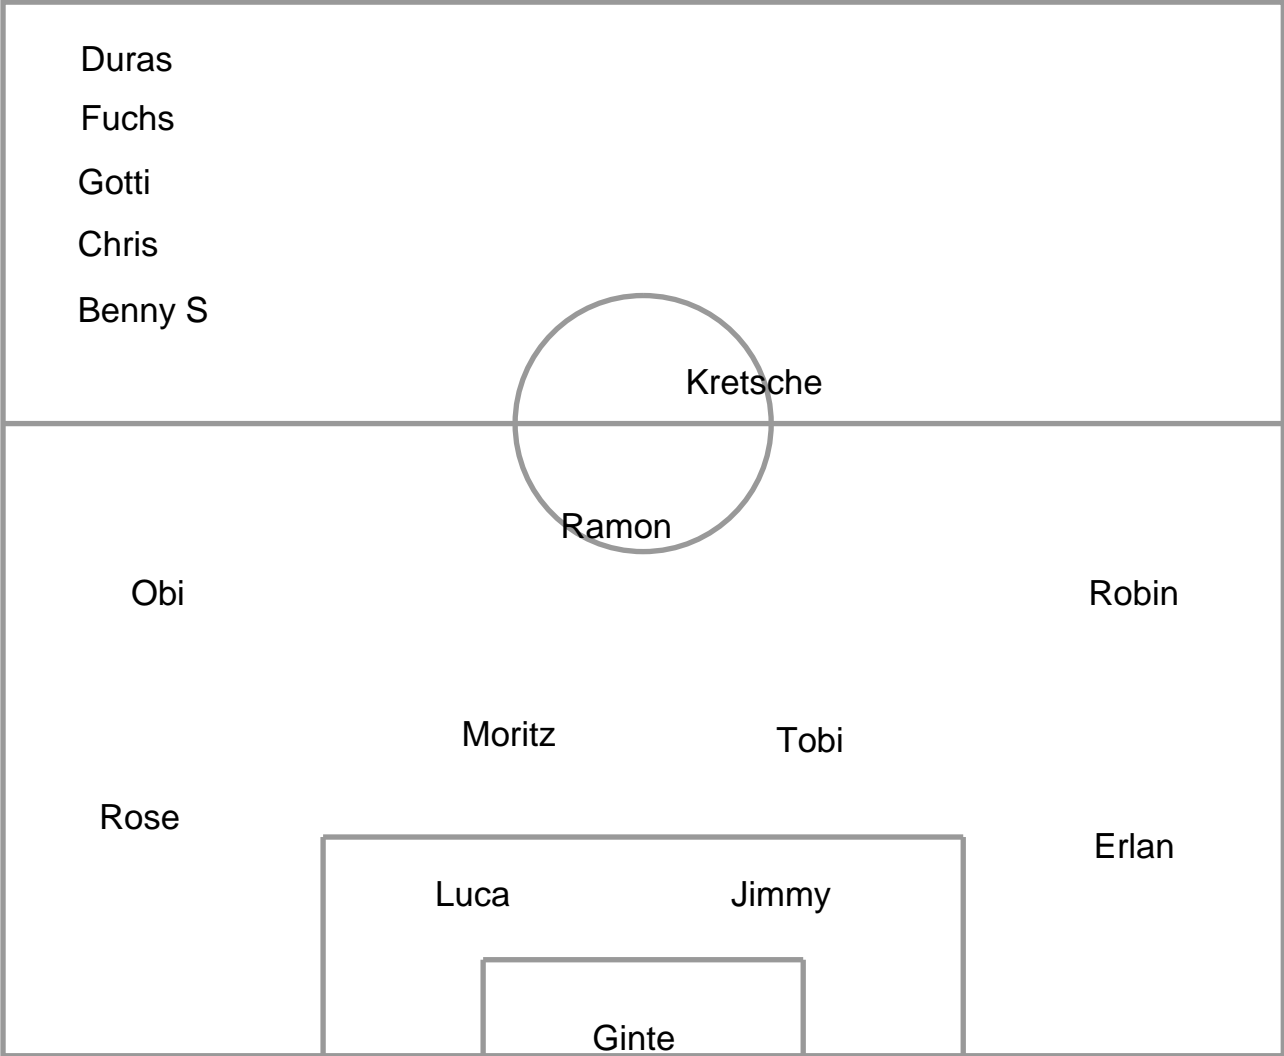 Duras
Fuchs
Gotti
Chris
Benny S
Kretsche
Ramon
Obi
Robin
Moritz
Tobi
Rose
Erlan
Luca
Jimmy
Ginte